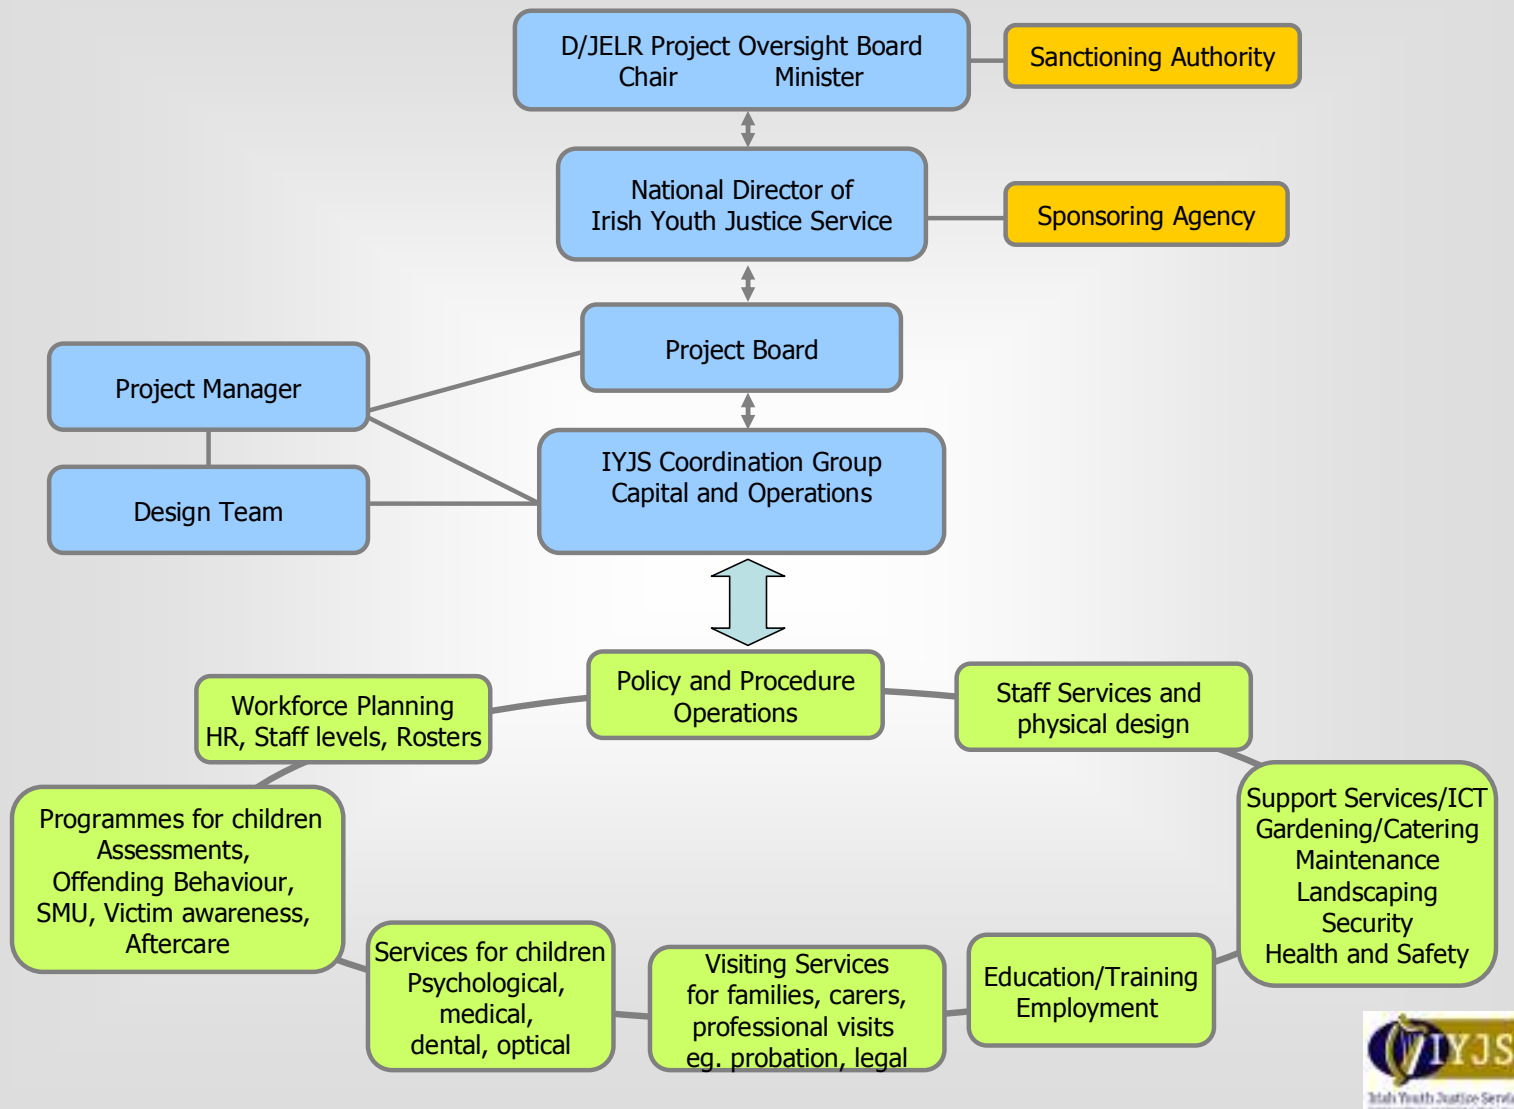 D/JELR Project Oversight Board
Chair Minister
Sanctioning Authority
National Director of
Irish Youth Justice Service
Sponsoring Agency
Project Board
Project Manager
IYJS Coordination Group
Capital and Operations
Design Team
Policy and Procedure
Operations
Workforce Planning
HR, Staff levels, Rosters
Staff Services and
physical design
Programmes for children
Assessments,
Offending Behaviour,
SMU, Victim awareness,
Aftercare
Support Services/ICT
Gardening/Catering
Maintenance
Landscaping
Security
Health and Safety
Services for children
Psychological,
medical,
dental, optical
Visiting Services
for families, carers,
professional visits
eg. probation, legal
Education/Training
Employment
IYJS
Irish Youth Justice Servi